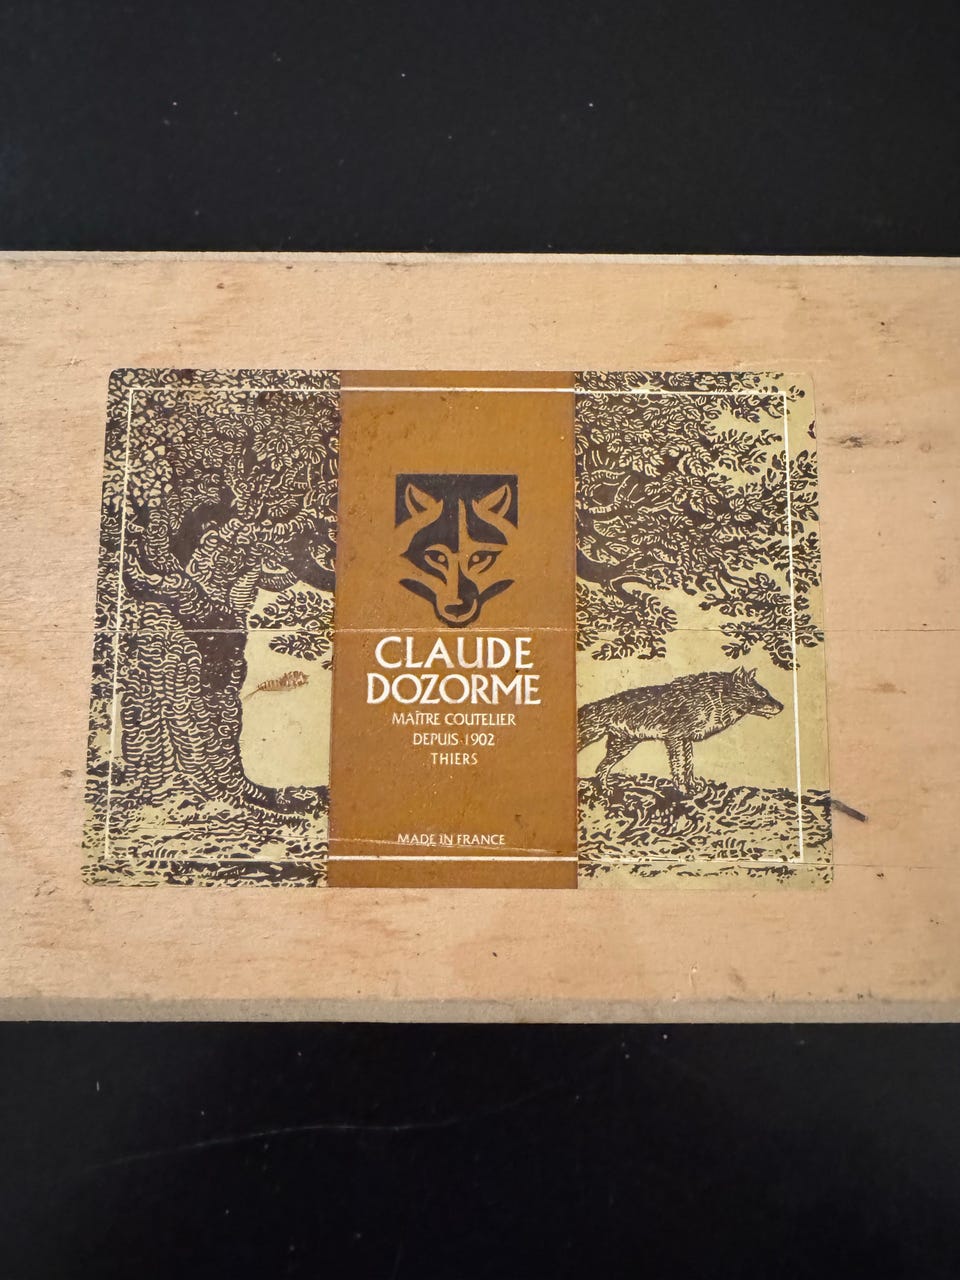 CLAUDE
DOZORME
MAÎTRE COUTELIER
DEPUIS 1902
THIERS
MADE IN FRANCE